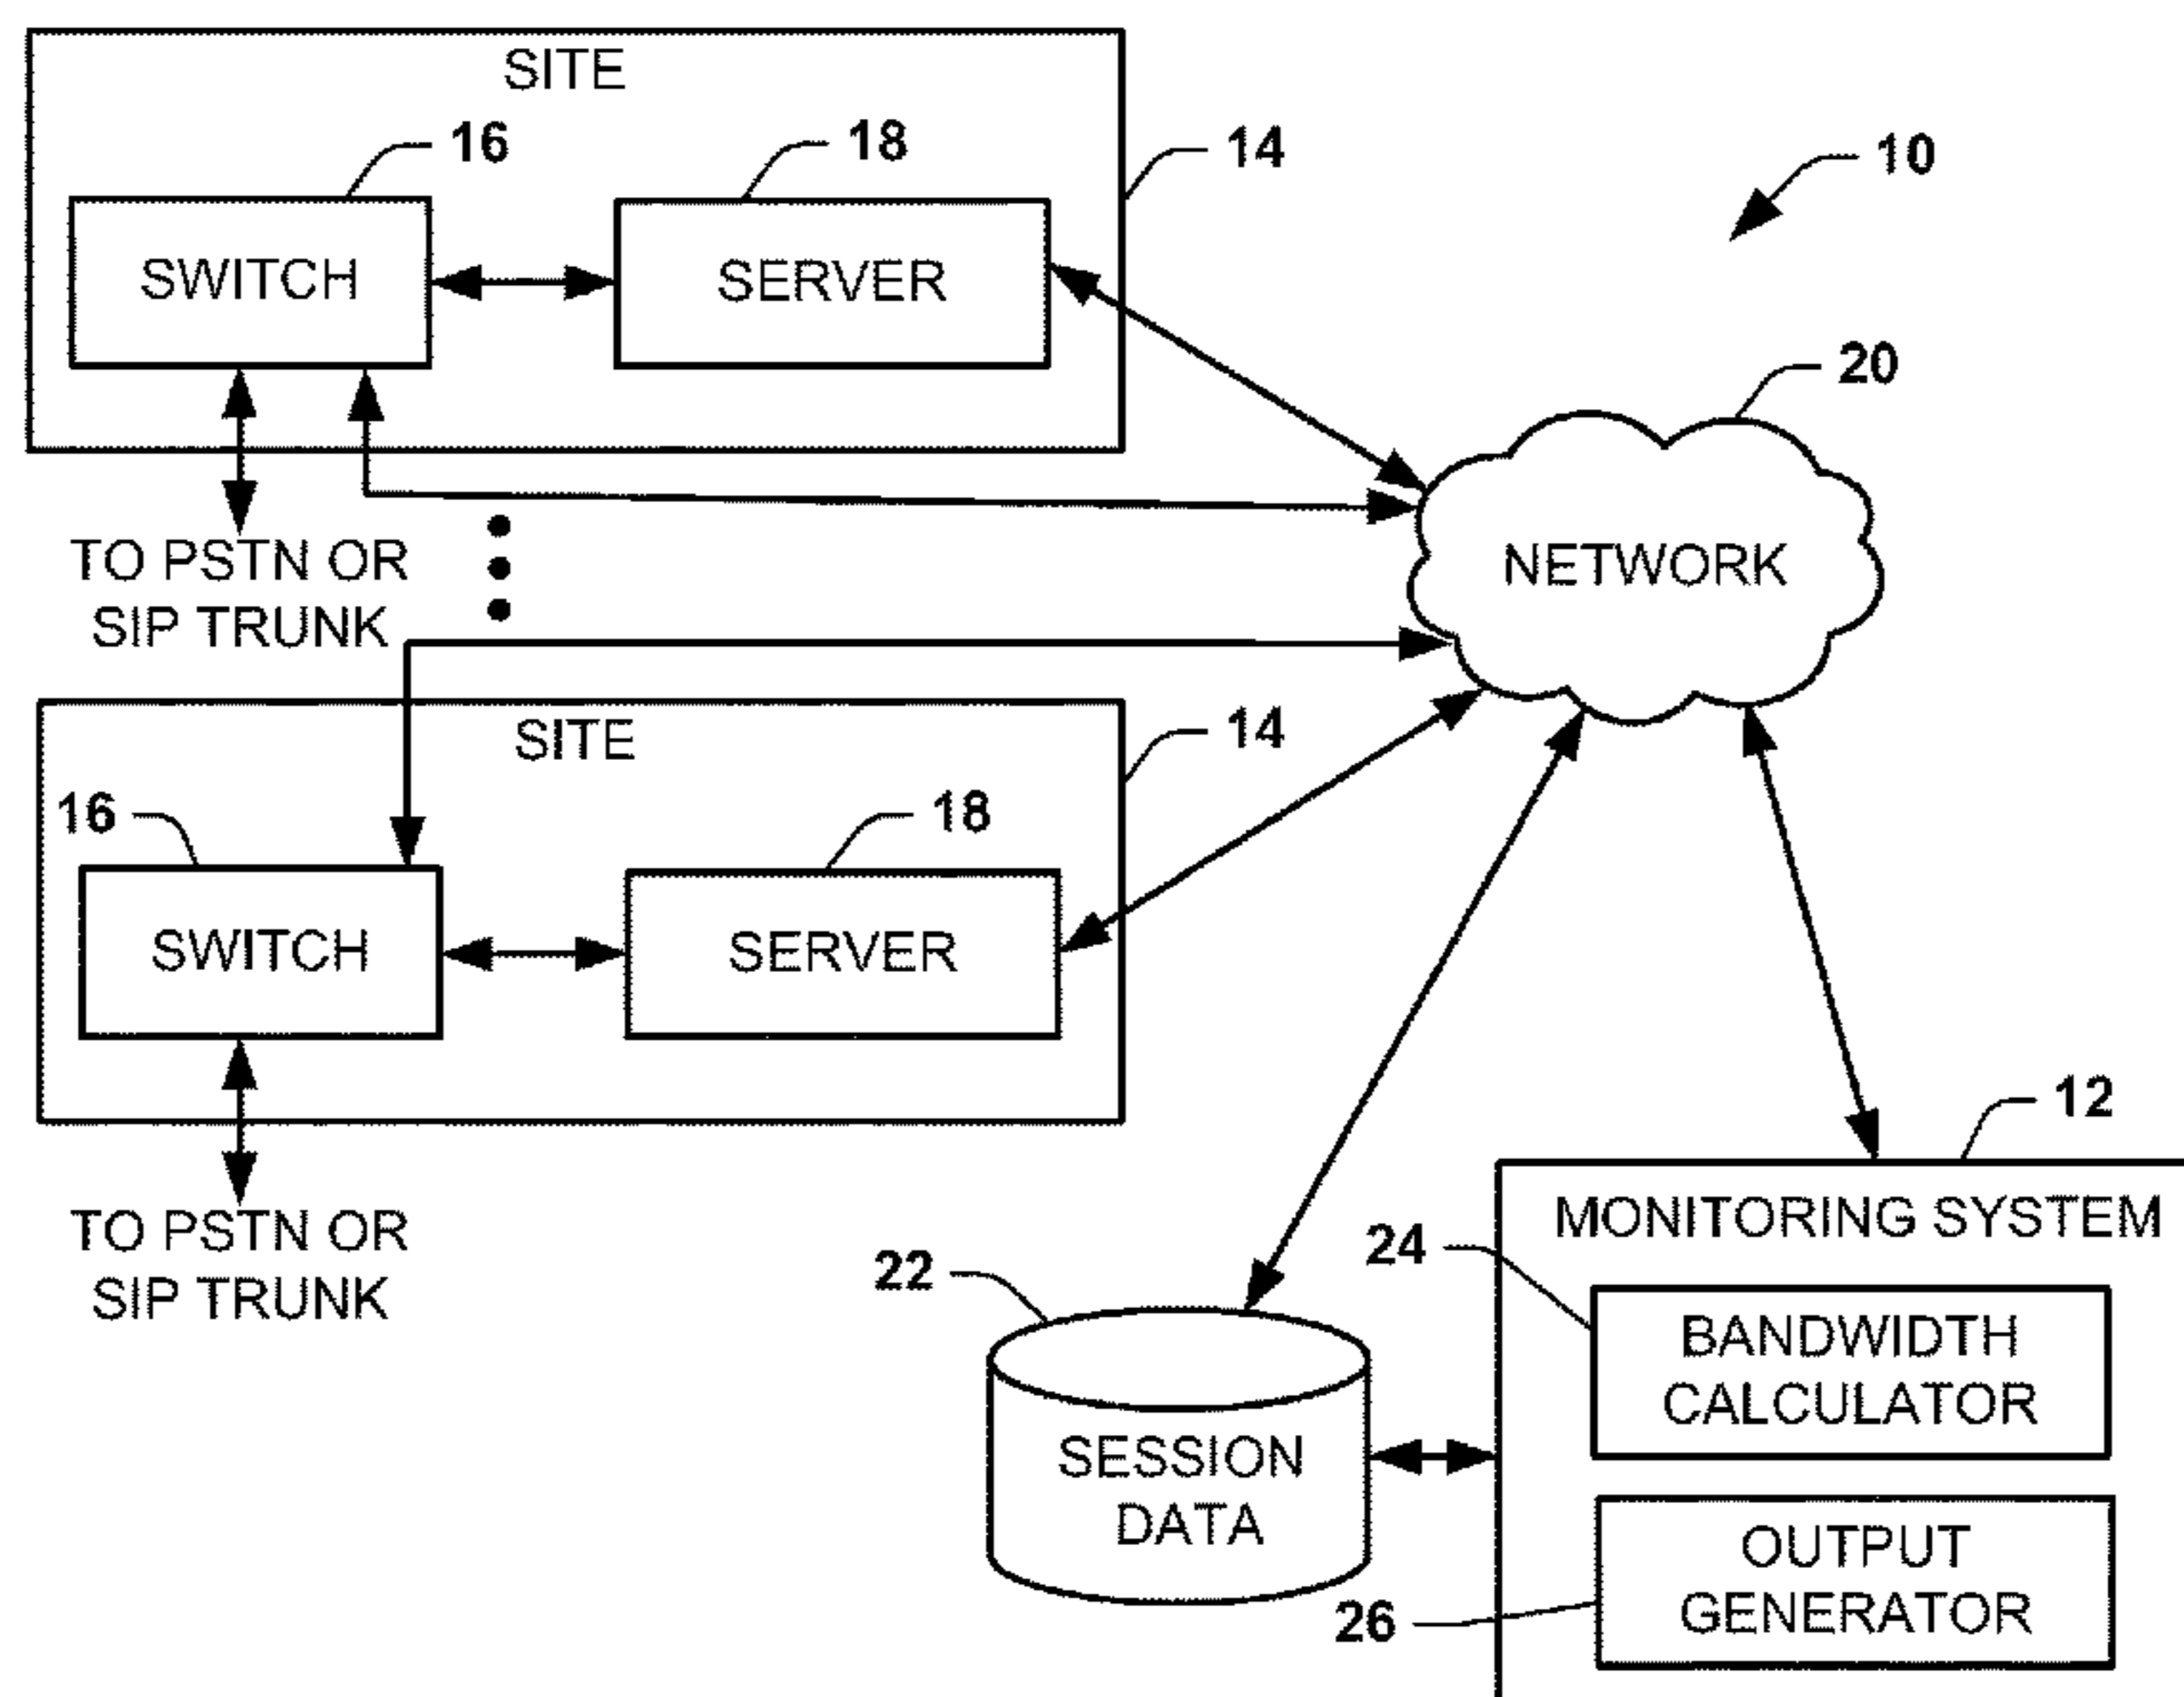 SITE
16
18
14
10
SWITCH
SERVER
20
TO PSTN OR
SIP TRUNK
NETWORK
SITE
14
16
18
SWITCH
SERVER
12
TO PSTN OR
SIP TRUNK
MONITORING SYSTEM
22
24
BANDWIDTH
CALCULATOR
SESSION
DATA
OUTPUT
GENERATOR
26